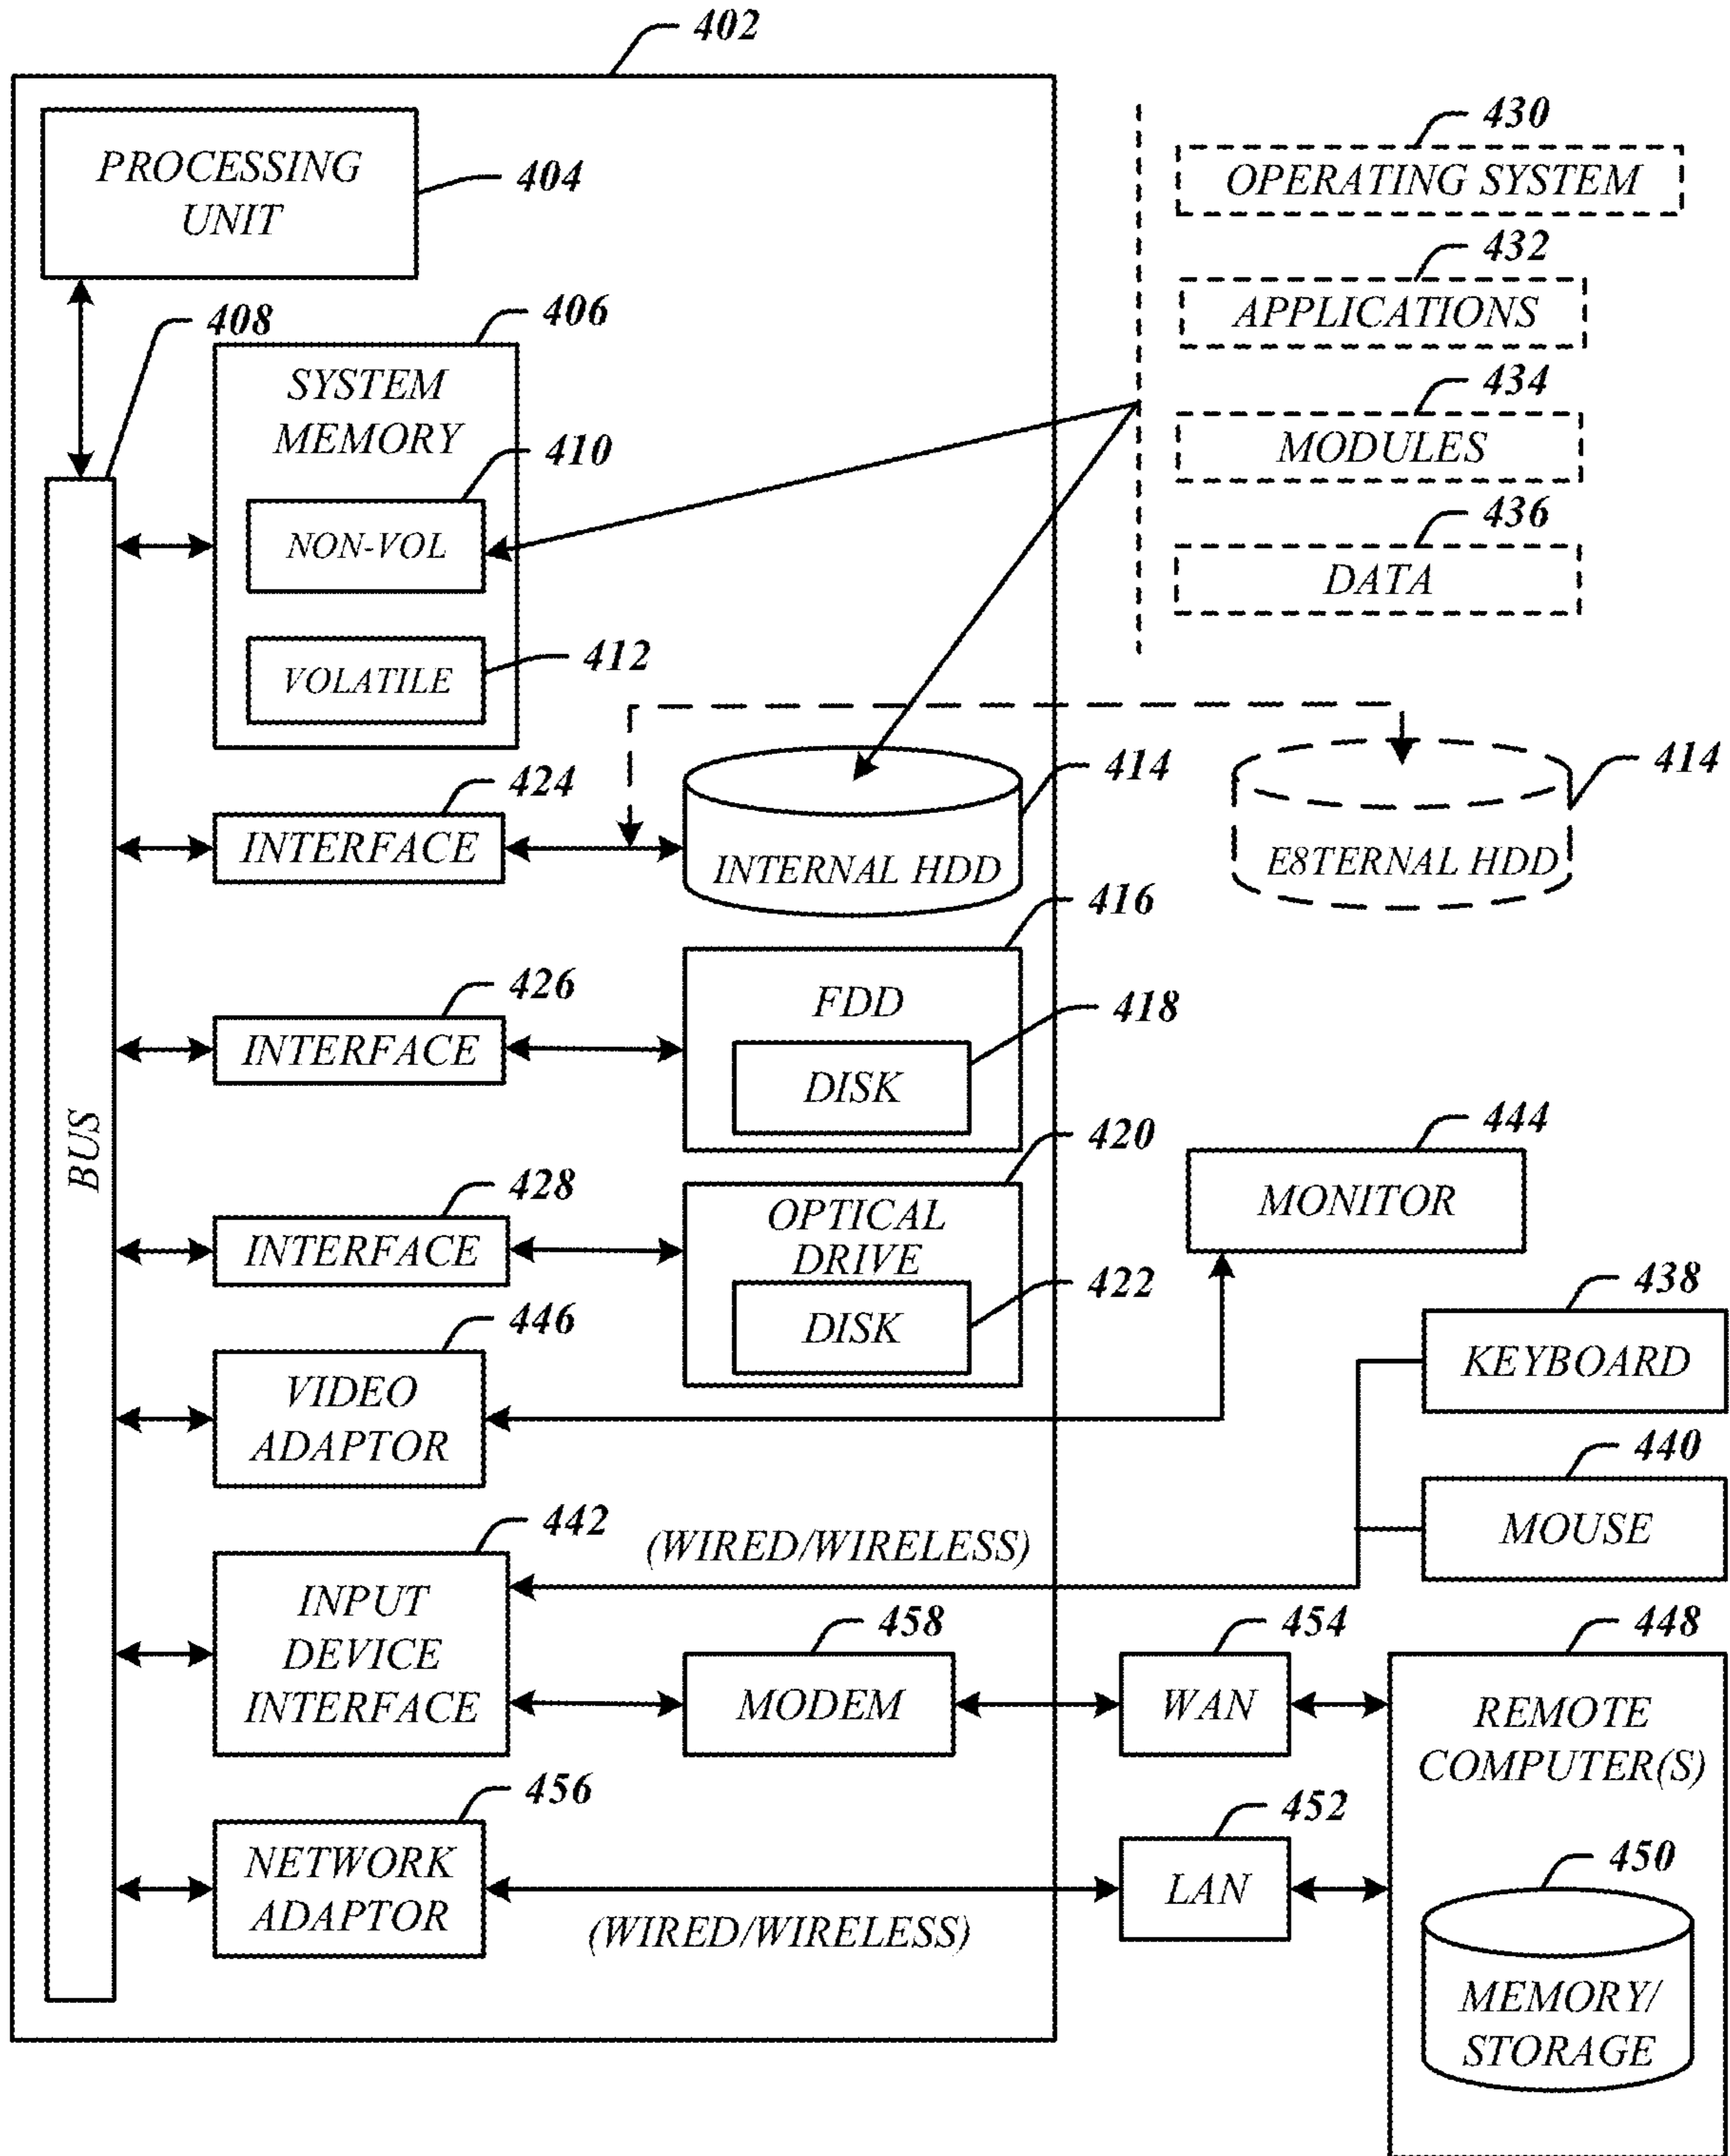 402
PROCESSING
UNIT
404
430
OPERATING SYSTEM
432
APPLICATIONS
434
MODULES
436
DATA
408
406
SYSTEM
MEMORY
410
NON-VOL
412
VOLATILE
424
INTERFACE
414
INTERNAL HDD
414
E8TERNAL HDD
416
FDD
418
DISK
426
INTERFACE
BUS
420
OPTICAL
DRIVE
422
DISK
428
INTERFACE
444
MONITOR
446
VIDEO
ADAPTOR
438
KEYBOARD
440
MOUSE
442
INPUT
DEVICE
INTERFACE
(WIRED/WIRELESS)
458
MODEM
454
WAN
448
REMOTE
COMPUTER(S)
456
NETWORK
ADAPTOR
(WIRED/WIRELESS)
452
LAN
450
MEMORY/
STORAGE